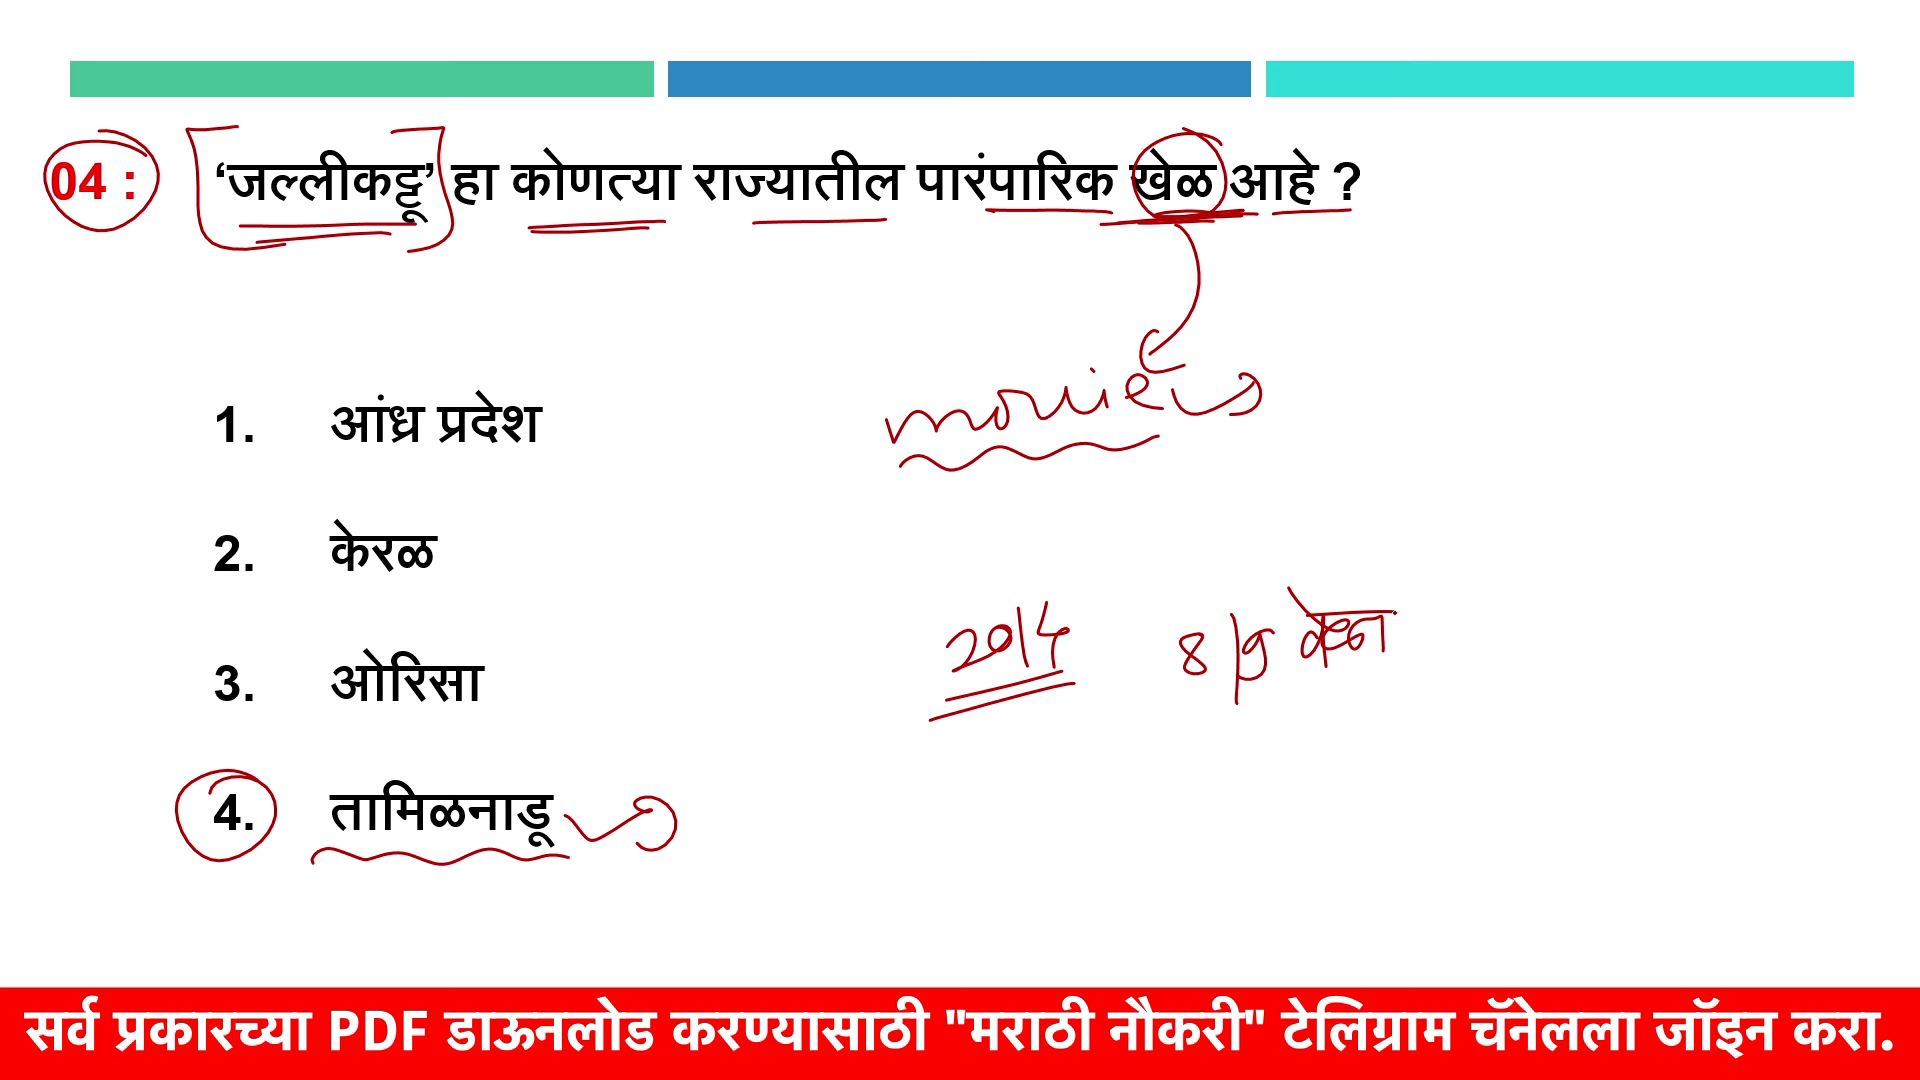 04 : ‘जल्लीकट्टू’ हा कोणत्या राज्यातील पारंपारिक खेळ आहे ?
movies
1. आंध्र प्रदेश
2. केरळ
3. ओरिसा
2014
4. तामिळनाडू
सर्व प्रकारच्या PDF डाऊनलोड करण्यासाठी "मराठी नौकरी" टेलिग्राम चॅनेलला जॉइन करा.